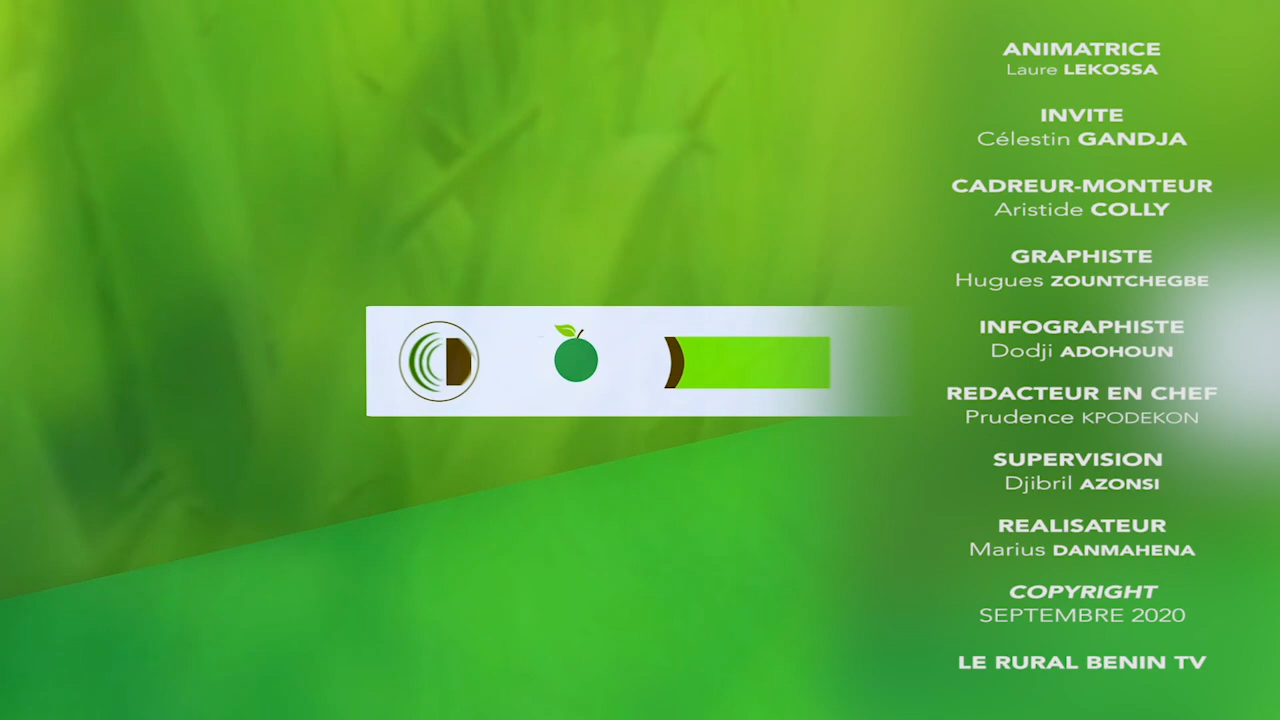 ANIMATRICE
Laure LEKOSSA
INVITE
Célestin GANDJA
CADREUR-MONTEUR
Aristide COLLY
GRAPHISTE
Hugues ZOUNTCHEGBE
INFOGRAPHISTE
Dodji ADOHOUN
REDACTEUR EN CHEF
Prudence KPODEKON
SUPERVISION
Djibril AZONSI
REALISATEUR
Marius DANMAHENA
COPYRIGHT
SEPTEMBRE 2020
LE RURAL BENIN TV